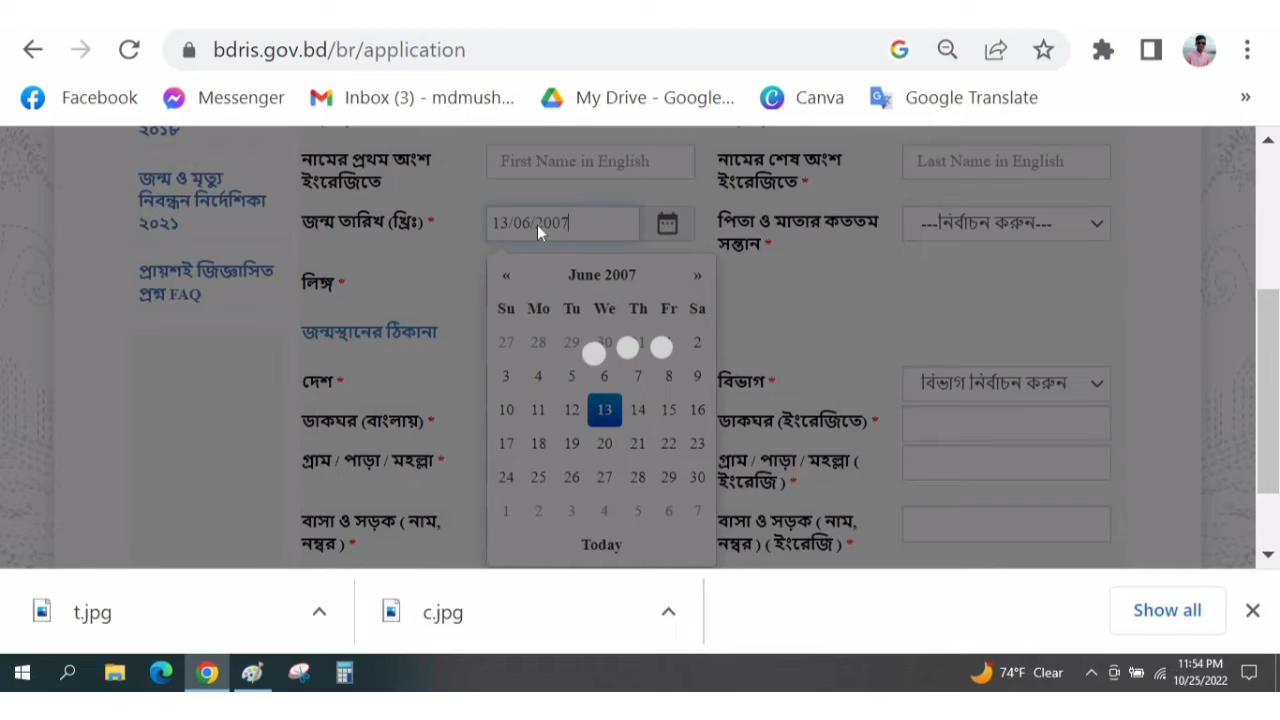 bdris.gov.bd/br/application
Facebook Messenger Inbox (3) - mdmush... My Drive - Google... Canva Google Translate »
২০১৮
জন্ম ও মৃত্যু
নিবন্ধন নির্দেশিকা
২০২১
প্রায়শই জিজ্ঞাসিত
প্রশ্ন FAQ
নামের প্রথম অংশ
ইংরেজিতে
First Name in English
নামের শেষ অংশ
ইংরেজিতে *
Last Name in English
জন্ম তারিখ (খ্রিঃ) *
13/06/2007
পিতা ও মাতার কততম
সন্তান *
---নির্বাচন করুন---
লিঙ্গ *
« June 2007 »
Su Mo Tu We Th Fr Sa
27 28 29 30 1 2
3 4 5 6 7 8 9
10 11 12 13 14 15 16
17 18 19 20 21 22 23
24 25 26 27 28 29 30
1 2 3 4 5 6 7
Today
জন্মস্থানের ঠিকানা
দেশ *
বিভাগ *
বিভাগ নির্বাচন করুন
ডাকঘর (বাংলায়) *
ডাকঘর (ইংরেজিতে) *
গ্রাম / পাড়া / মহল্লা *
গ্রাম / পাড়া / মহল্লা (
ইংরেজি ) *
বাসা ও সড়ক ( নাম,
নম্বর ) *
বাসা ও সড়ক ( নাম,
নম্বর ) ( ইংরেজি ) *
t.jpg
c.jpg
Show all
74°F Clear
11:54 PM
10/25/2022